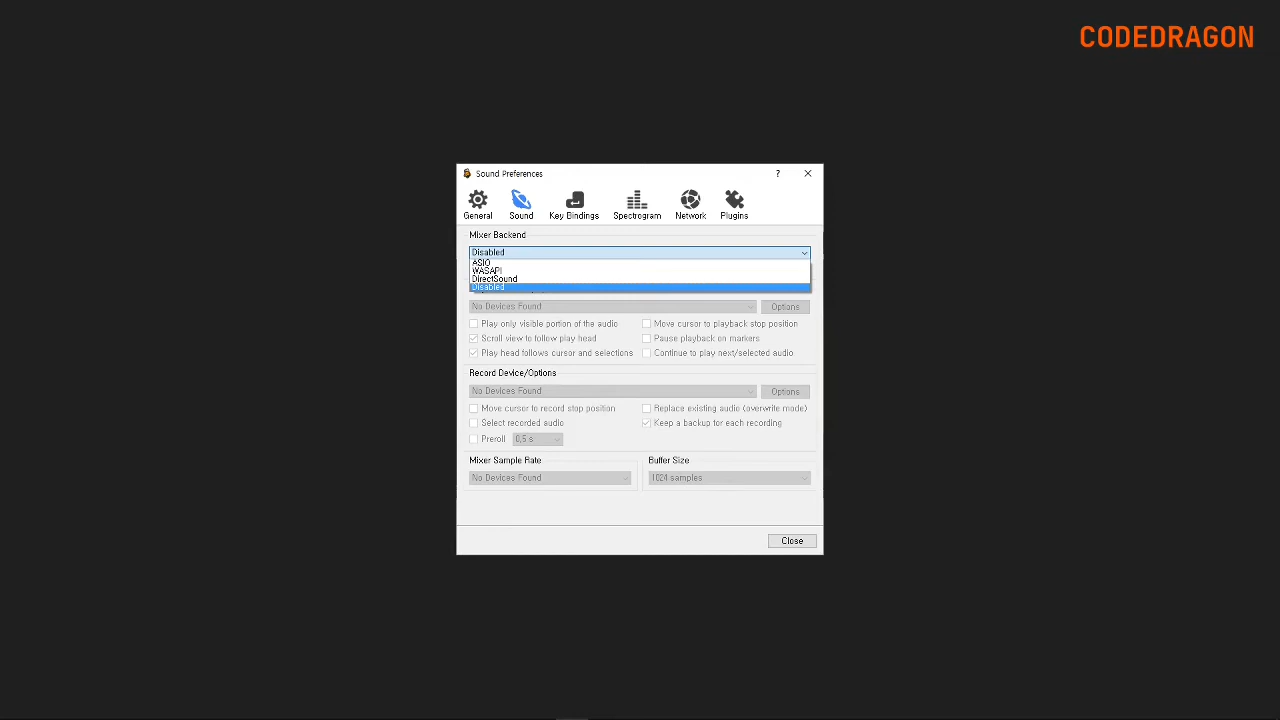 CODEDRAGON
Sound Preferences
?
General Sound Key Bindings Spectrogram Network Plugins
Mixer Backend
Disabled
ASIO
WASAPI
DirectSound
Disabled
No Devices Found Options
Play only visible portion of the audio Move cursor to playback stop position
Scroll view to follow play head Pause playback on markers
Play head follows cursor and selections Continue to play next/selected audio
Record Device/Options
No Devices Found Options
Move cursor to record stop position Replace existing audio (overwrite mode)
Select recorded audio Keep a backup for each recording
Preroll 0,5 s
Mixer Sample Rate Buffer Size
No Devices Found 1024 samples
Close